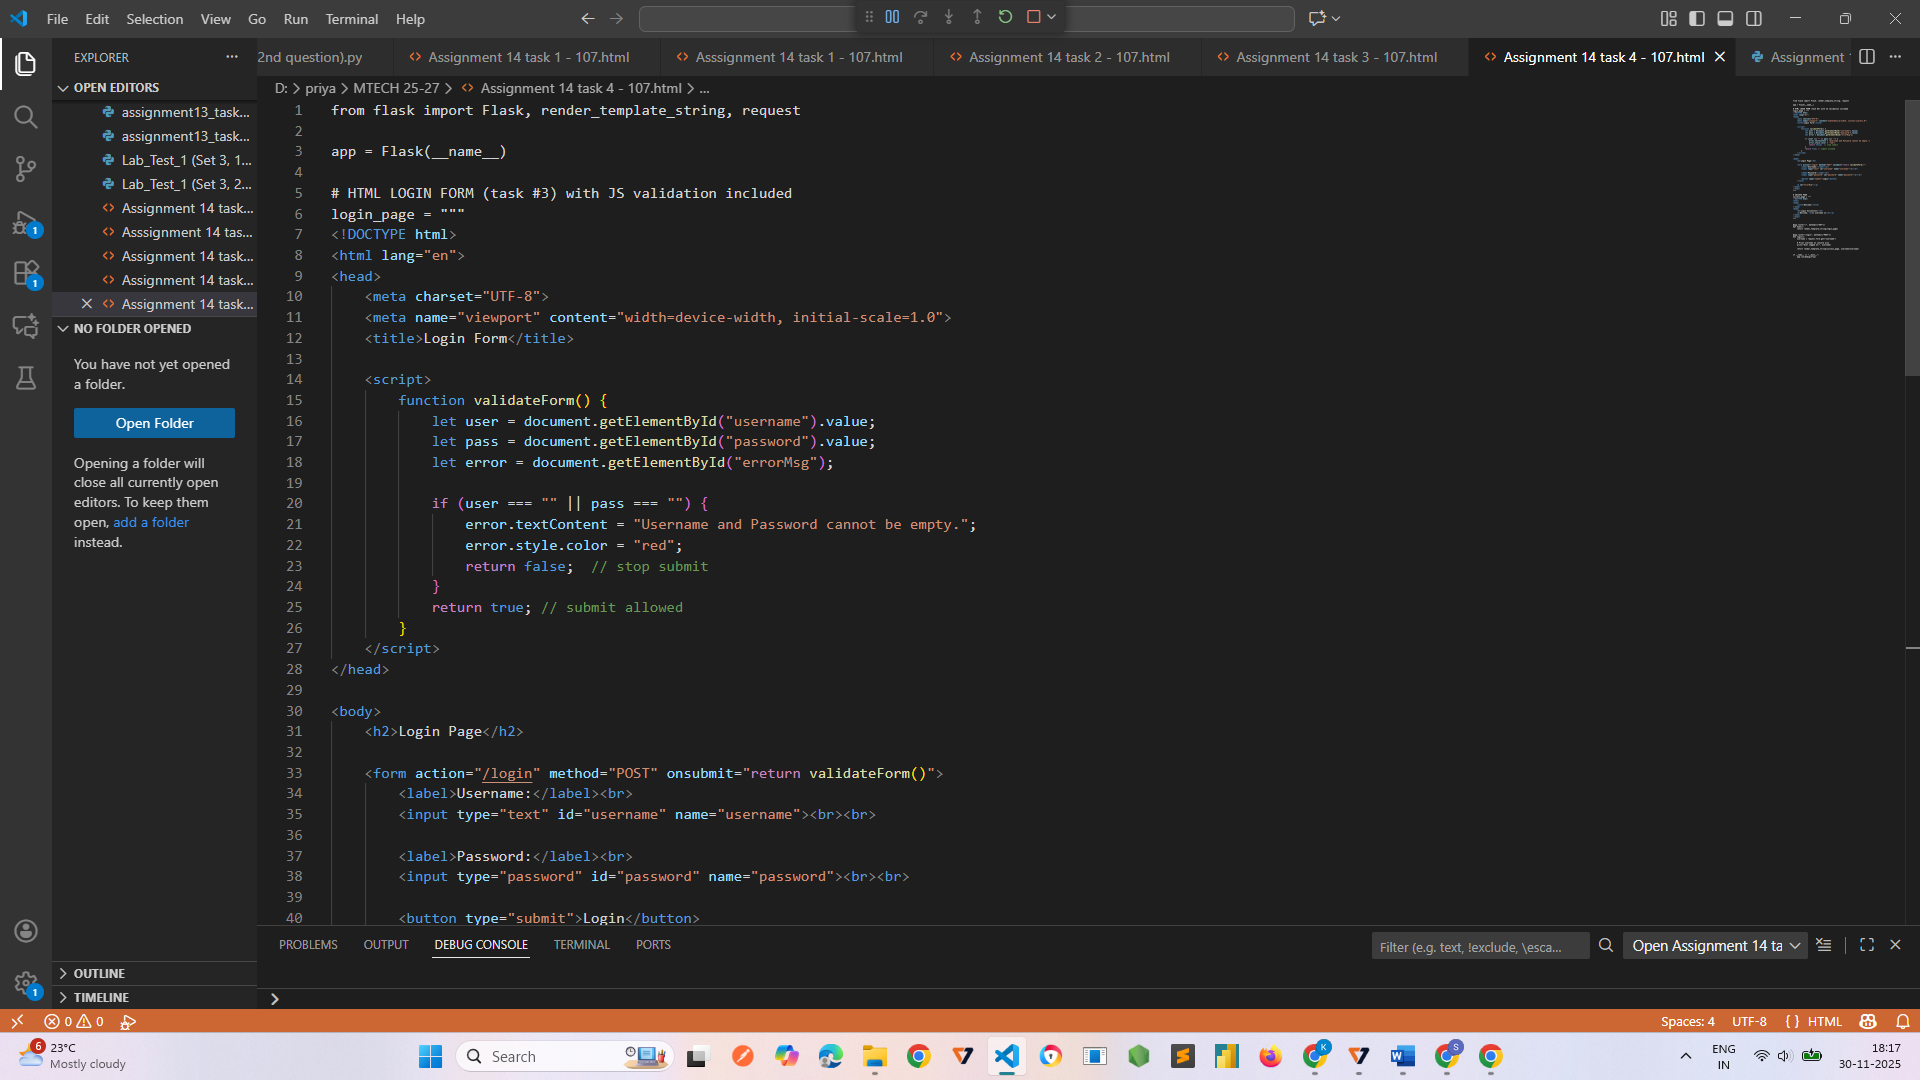 File Edit Selection View Go Run Terminal Help
EXPLORER
OPEN EDITORS
assignment13_task...
assignment13_task...
Lab_Test_1 (Set 3, 1...
Lab_Test_1 (Set 3, 2...
Assignment 14 task...
Asssignment 14 tas...
Assignment 14 task...
Assignment 14 task...
Assignment 14 task...
NO FOLDER OPENED
You have not yet opened
a folder.
Open Folder
Opening a folder will
close all currently open
editors. To keep them
open, add a folder
instead.
OUTLINE
TIMELINE
2nd question).py Assignment 14 task 1 - 107.html Asssignment 14 task 1 - 107.html Assignment 14 task 2 - 107.html Assignment 14 task 3 - 107.html Assignment 14 task 4 - 107.html Assignment
D: > priya > MTECH 25-27 > Assignment 14 task 4 - 107.html > ...
1 from flask import Flask, render_template_string, request
2
3 app = Flask(__name__)
4
5 # HTML LOGIN FORM (task #3) with JS validation included
6 login_page = """
7 <!DOCTYPE html>
8 <html lang="en">
9 <head>
10 <meta charset="UTF-8">
11 <meta name="viewport" content="width=device-width, initial-scale=1.0">
12 <title>Login Form</title>
13
14 <script>
15 function validateForm() {
16 let user = document.getElementById("username").value;
17 let pass = document.getElementById("password").value;
18 let error = document.getElementById("errorMsg");
19
20 if (user === "" || pass === "") {
21 error.textContent = "Username and Password cannot be empty.";
22 error.style.color = "red";
23 return false; // stop submit
24 }
25 return true; // submit allowed
26 }
27 </script>
28 </head>
29
30 <body>
31 <h2>Login Page</h2>
32
33 <form action="/login" method="POST" onsubmit="return validateForm()">
34 <label>Username:</label><br>
35 <input type="text" id="username" name="username"><br><br>
36
37 <label>Password:</label><br>
38 <input type="password" id="password" name="password"><br><br>
39
40 <button type="submit">Login</button>
PROBLEMS OUTPUT DEBUG CONSOLE TERMINAL PORTS
Filter (e.g. text, !exclude, \esca...
Open Assignment 14 ta
0 0
Spaces: 4 UTF-8 { } HTML
6
23°C
Mostly cloudy
Search
ENG
IN
18:17
30-11-2025